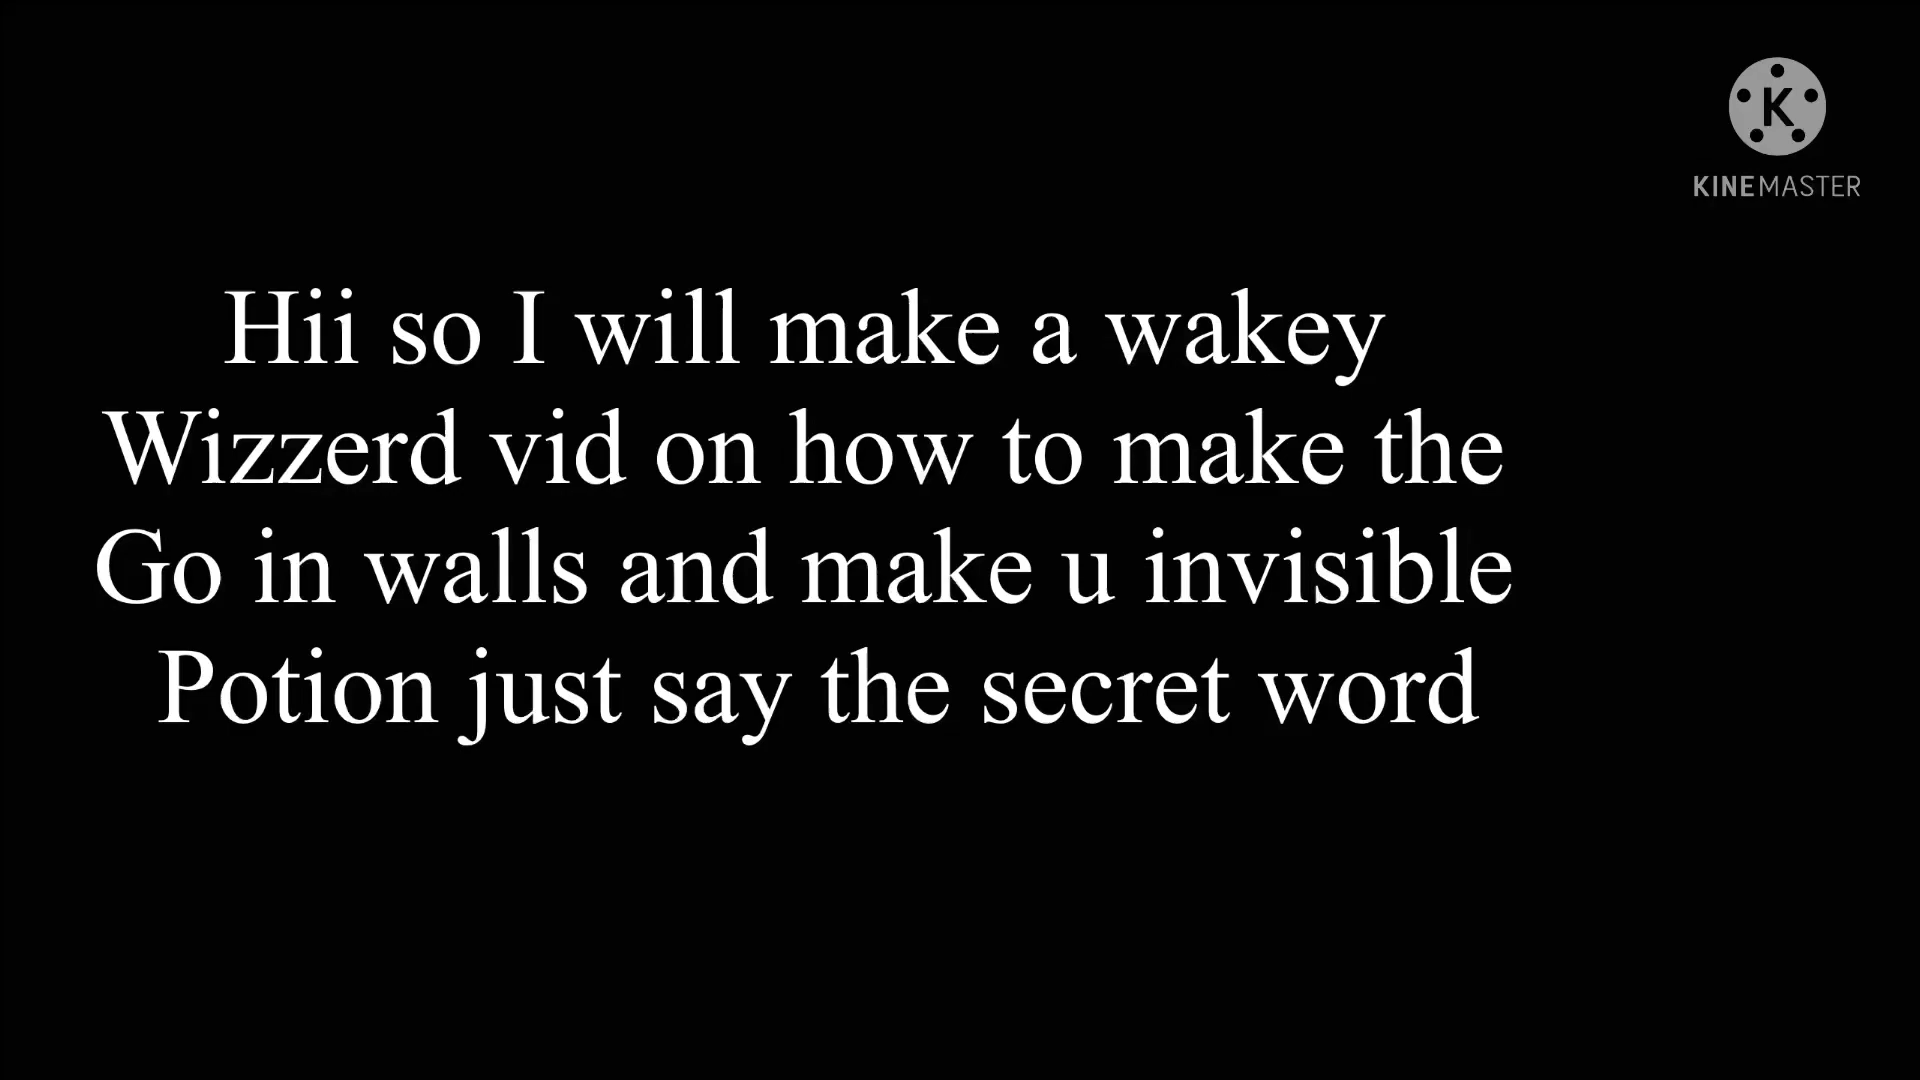 K
KINEMASTER
Hii so I will make a wakey
Wizzerd vid on how to make the
Go in walls and make u invisible
Potion just say the secret word